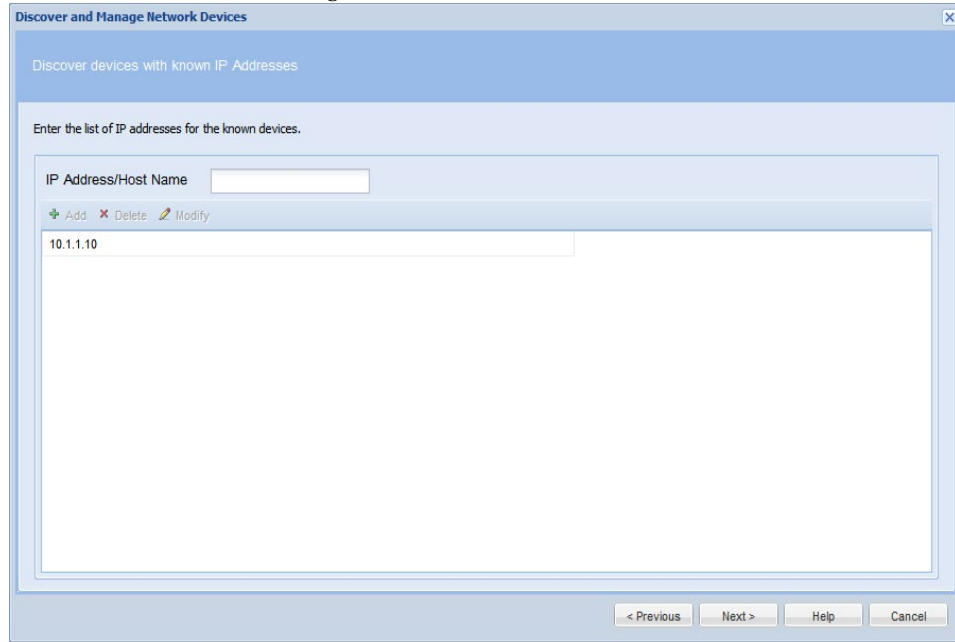 Discover and Manage Network Devices
Discover devices with known IP Addresses
Enter the list of IP addresses for the known devices.
IP Address/Host Name
Add Delete Modify
10.1.1.10
< Previous Next > Help Cancel